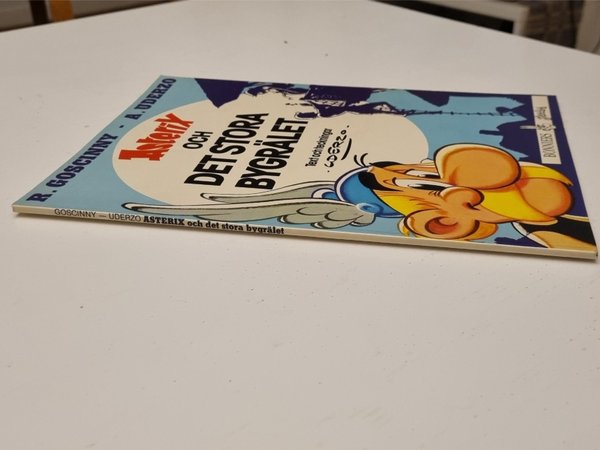 R. GOSCINNY - A. UDERZO
Asterix
OCH
DET STORA
BYGRÄLET
Text och teckningar
UDERZO
BONNIERS
GOSCINNY — UDERZO ASTERIX och det stora bygrälet